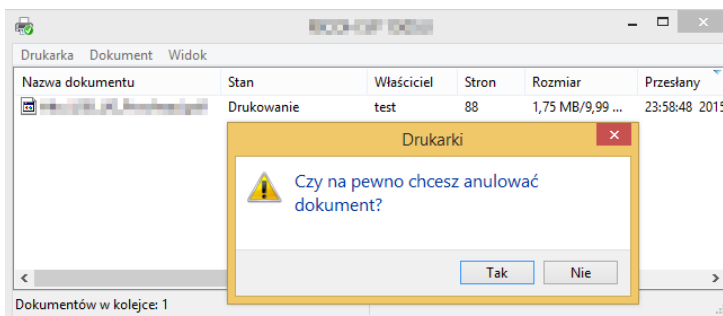 Drukarka Dokument Widok
Nazwa dokumentu Stan Właściciel Stron Rozmiar Przesłany
Drukowanie test 88 1,75 MB/9,99 ... 23:58:48 2015
Drukarki
Czy na pewno chcesz anulować
dokument?
Tak Nie
Dokumentów w kolejce: 1